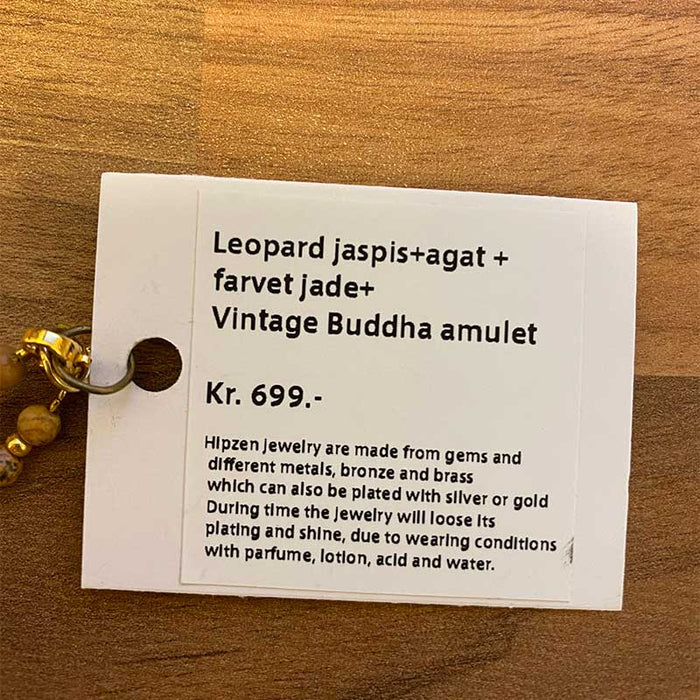 Leopard jaspis+agat +
farvet jade+
Vintage Buddha amulet
Kr. 699.-
Hipzen jewelry are made from gems and
different metals, bronze and brass
which can also be plated with silver or gold
During time the jewelry will loose its
plating and shine, due to wearing conditions
with parfume, lotion, acid and water.